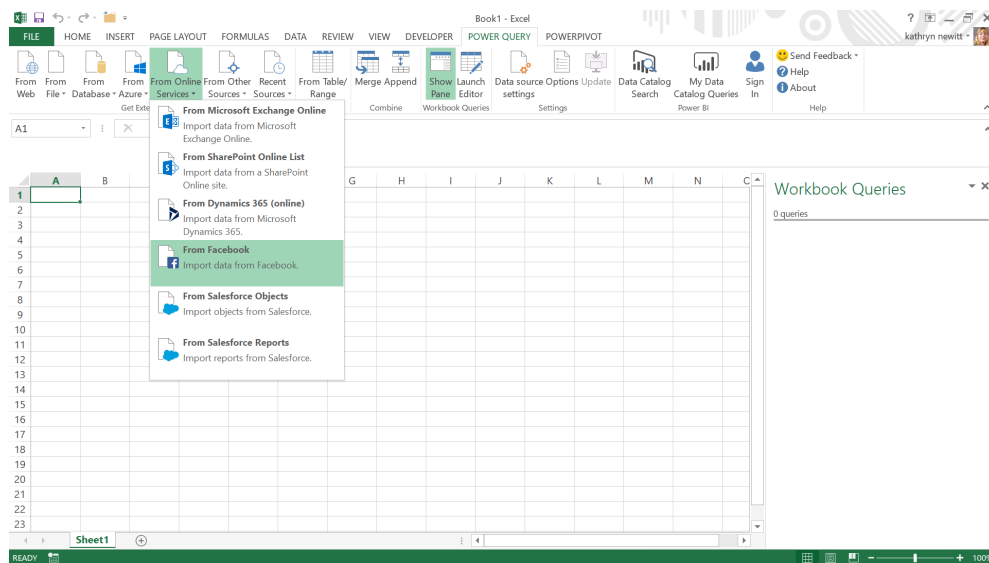 Book1 - Excel
?
FILE HOME INSERT PAGE LAYOUT FORMULAS DATA REVIEW VIEW DEVELOPER POWER QUERY POWERPIVOT kathryn newitt
From Web
From File
From Database
From Azure
From Online Services
From Other Sources
Recent Sources
From Table/ Range
Merge Append
Show Pane
Launch Editor
Data source settings
Options Update
Data Catalog Search
My Data Catalog Queries
Sign In
Send Feedback
Help
About
Get Exte
Combine Workbook Queries Settings Power BI Help
A1
From Microsoft Exchange Online
Import data from Microsoft
Exchange Online.
From SharePoint Online List
Import data from a SharePoint
Online site.
From Dynamics 365 (online)
Import data from Microsoft
Dynamics 365.
From Facebook
Import data from Facebook.
From Salesforce Objects
Import objects from Salesforce.
From Salesforce Reports
Import reports from Salesforce.
A B G H I J K L M N
1
2
3
4
5
6
7
8
9
10
11
12
13
14
15
16
17
18
19
20
21
22
23
Workbook Queries
0 queries
Sheet1
READY 100%